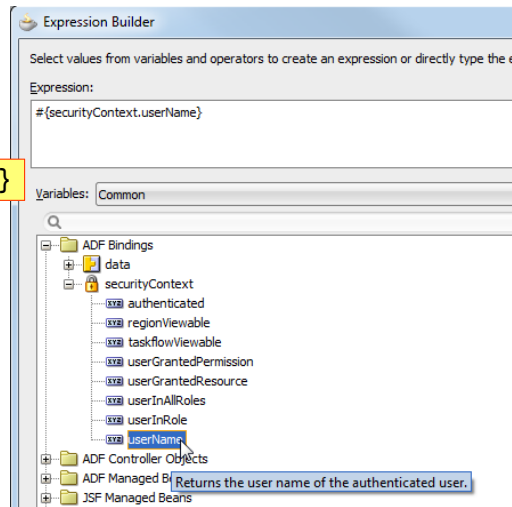 Expression Builder
Select values from variables and operators to create an expression or directly type the
Expression:
#{securityContext.userName}
}
Variables: Common
ADF Bindings
data
securityContext
authenticated
regionViewable
taskflowViewable
userGrantedPermission
userGrantedResource
userInAllRoles
userInRole
userName
ADF Controller Objects
ADF Managed B
Returns the user name of the authenticated user.
JSF Managed Beans